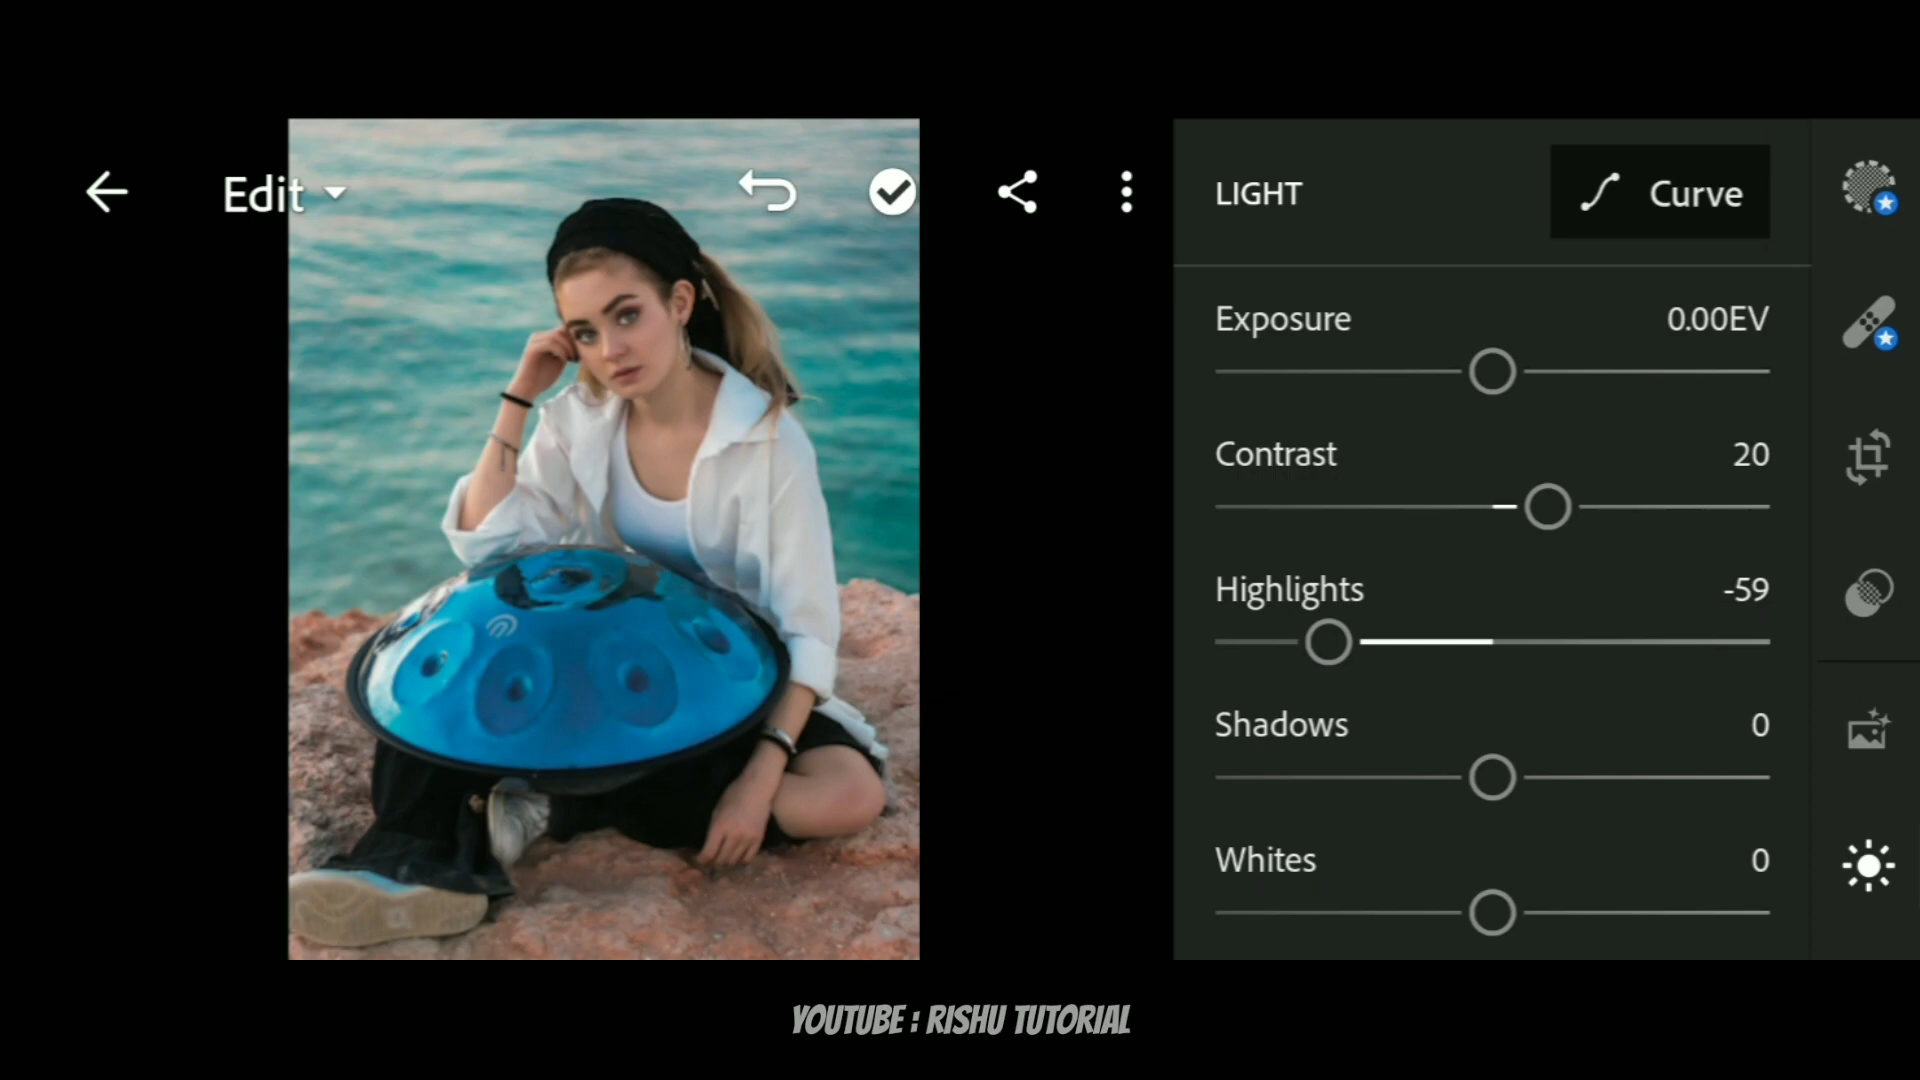 Edit
LIGHT
Curve
Exposure 0.00EV
Contrast 20
Highlights -59
Shadows 0
Whites 0
YOUTUBE : RISHU TUTORIAL